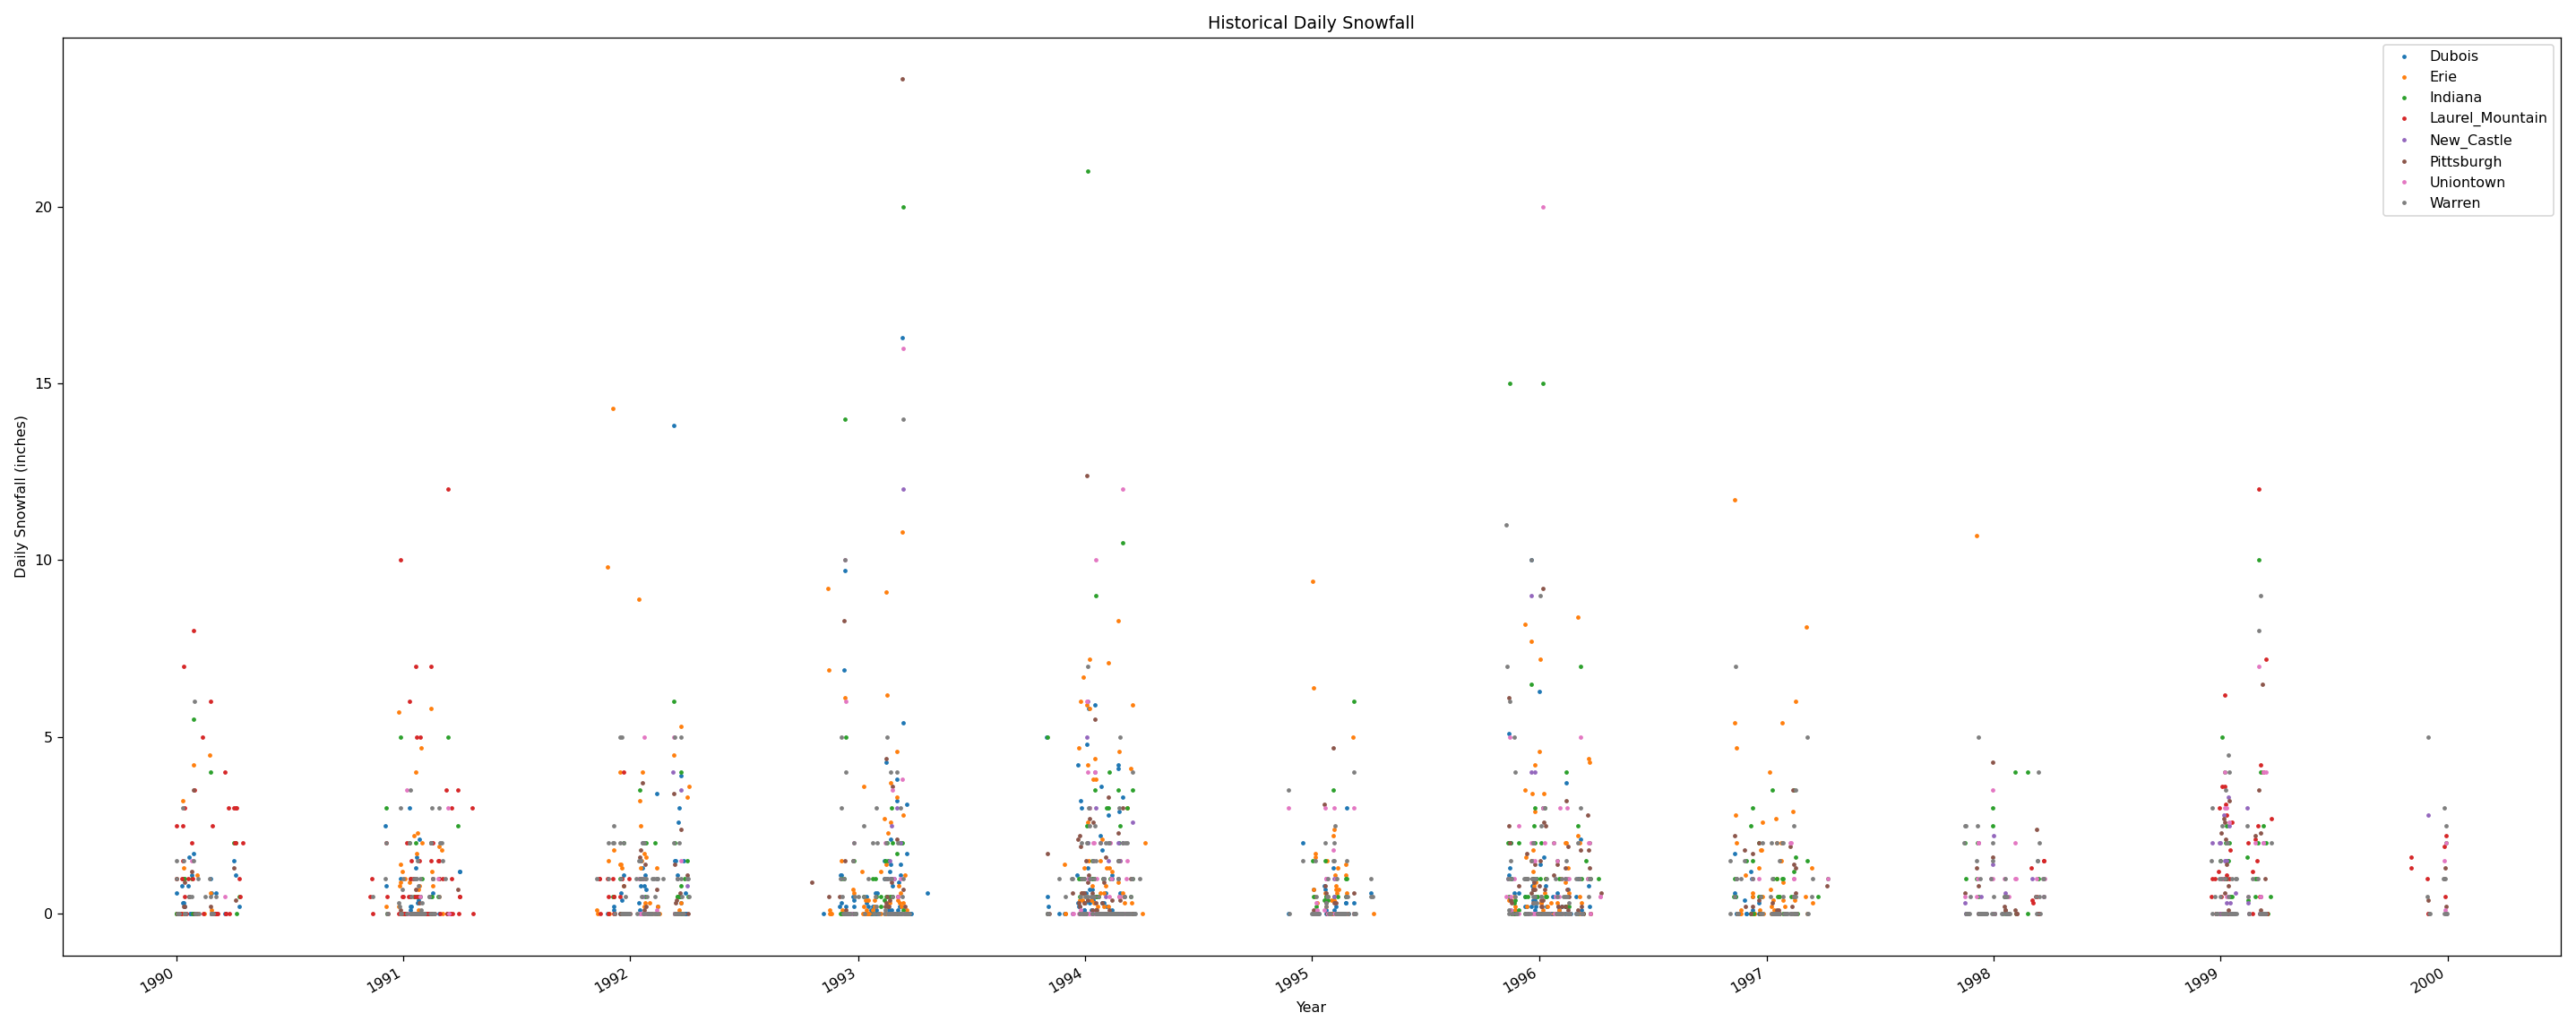 Historical Daily Snowfall
Dubois
Erie
Indiana
Laurel_Mountain
New_Castle
Pittsburgh
Uniontown
Warren
Daily Snowfall (inches)
20
15
10
5
0
1990
1991
1992
1993
1994
1995
1996
1997
1998
1999
2000
Year